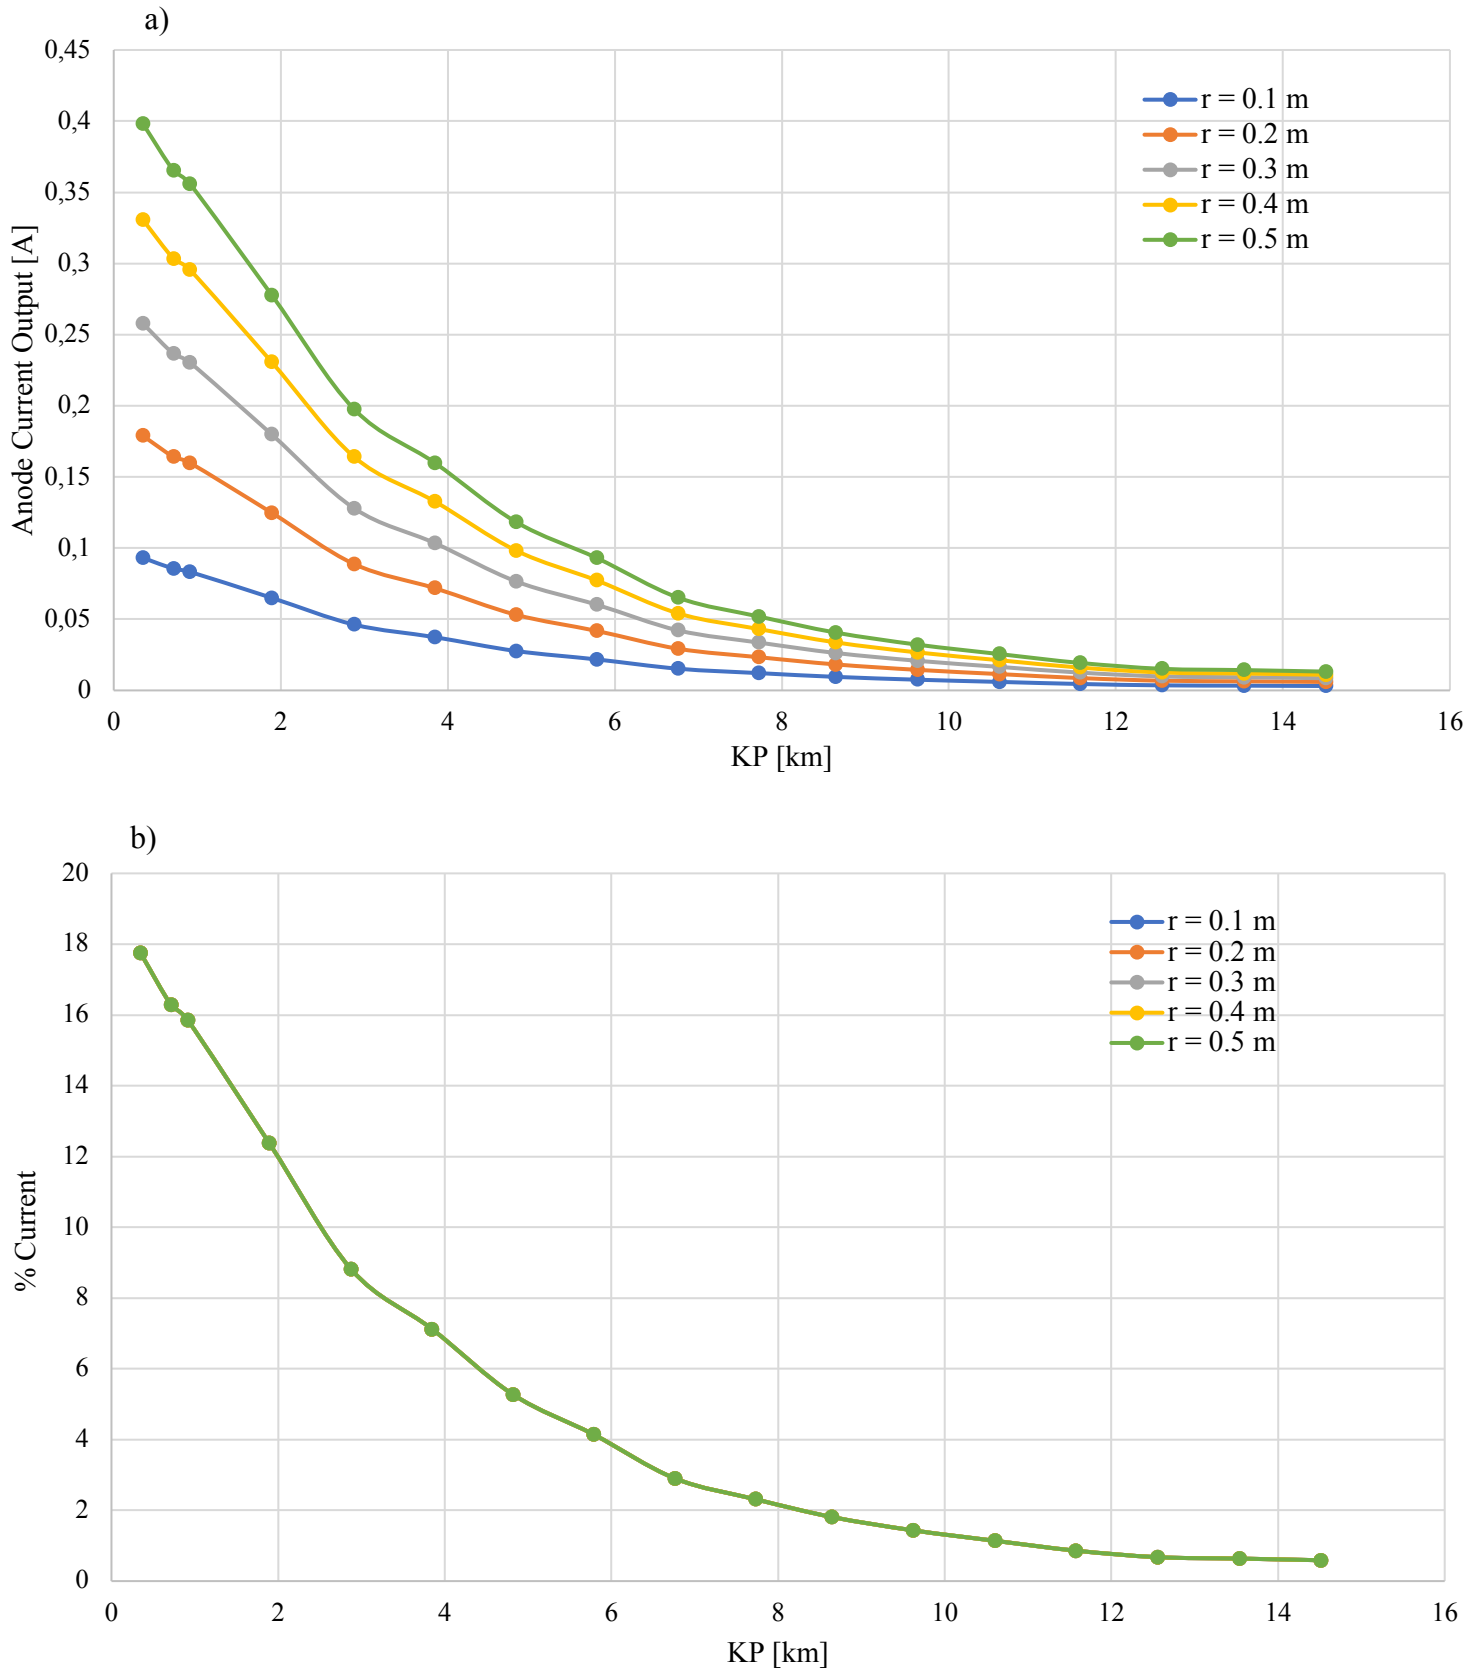 a)
0,45
0,4
0,35
0,3
0,25
0,2
0,15
0,1
0,05
0
Anode Current Output [A]
r = 0.1 m
r = 0.2 m
r = 0.3 m
r = 0.4 m
r = 0.5 m
0 2 4 6 8 10 12 14 16
KP [km]
b)
20
18
16
14
12
10
8
6
4
2
0
% Current
r = 0.1 m
r = 0.2 m
r = 0.3 m
r = 0.4 m
r = 0.5 m
0 2 4 6 8 10 12 14 16
KP [km]